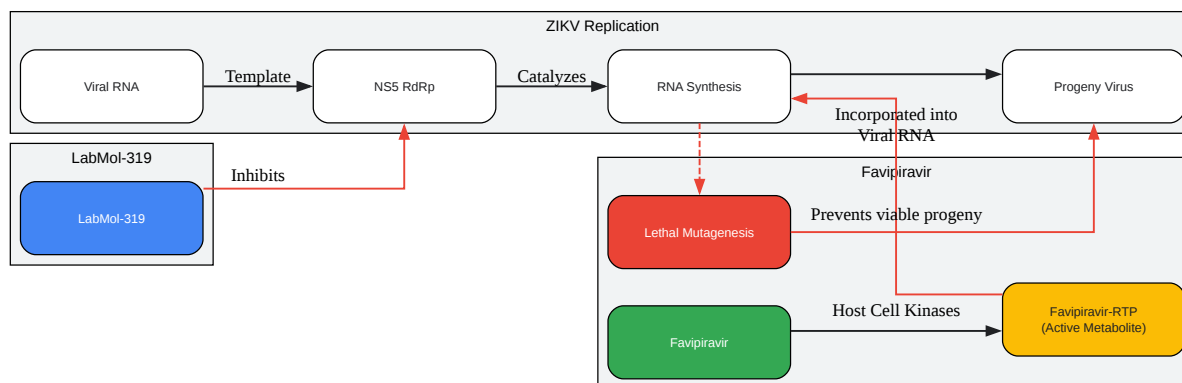 ZIKV Replication
Viral RNA
Template
NS5 RdRp
Catalyzes
RNA Synthesis
Progeny Virus
Incorporated into
Viral RNA
LabMol-319
Inhibits
LabMol-319
Favipiravir
Prevents viable progeny
Lethal Mutagenesis
Host Cell Kinases
Favipiravir
Favipiravir-RTP
(Active Metabolite)